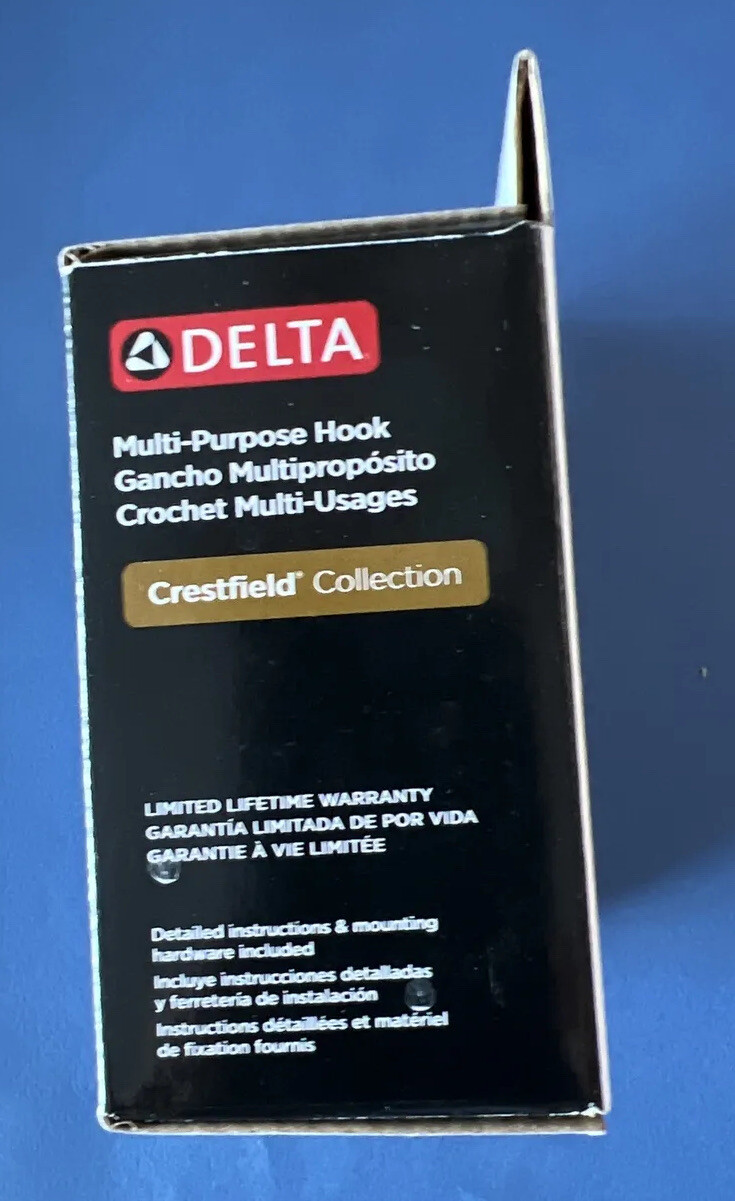 DELTA
Multi-Purpose Hook
Gancho Multipropósito
Crochet Multi-Usages
Crestfield® Collection
LIMITED LIFETIME WARRANTY
GARANTÍA LIMITADA DE POR VIDA
GARANTIE À VIE LIMITÉE
Detailed instructions & mounting
hardware included
Incluye instrucciones detalladas
y ferretería de instalación
Instructions détaillées et matériel
de fixation fournis